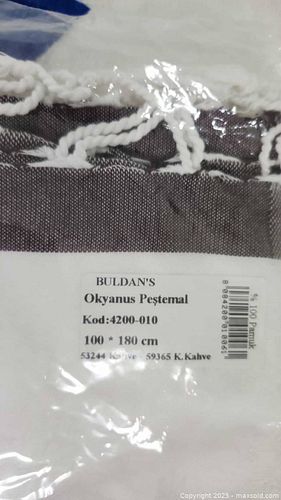 BULDAN'S
Okyanus Peştemal
Kod:4200-010
100 * 180 cm
53244 Kahve - 59365 K.Kahve
% 100 Pamuk
Copyright © 2023 - maxsold.com